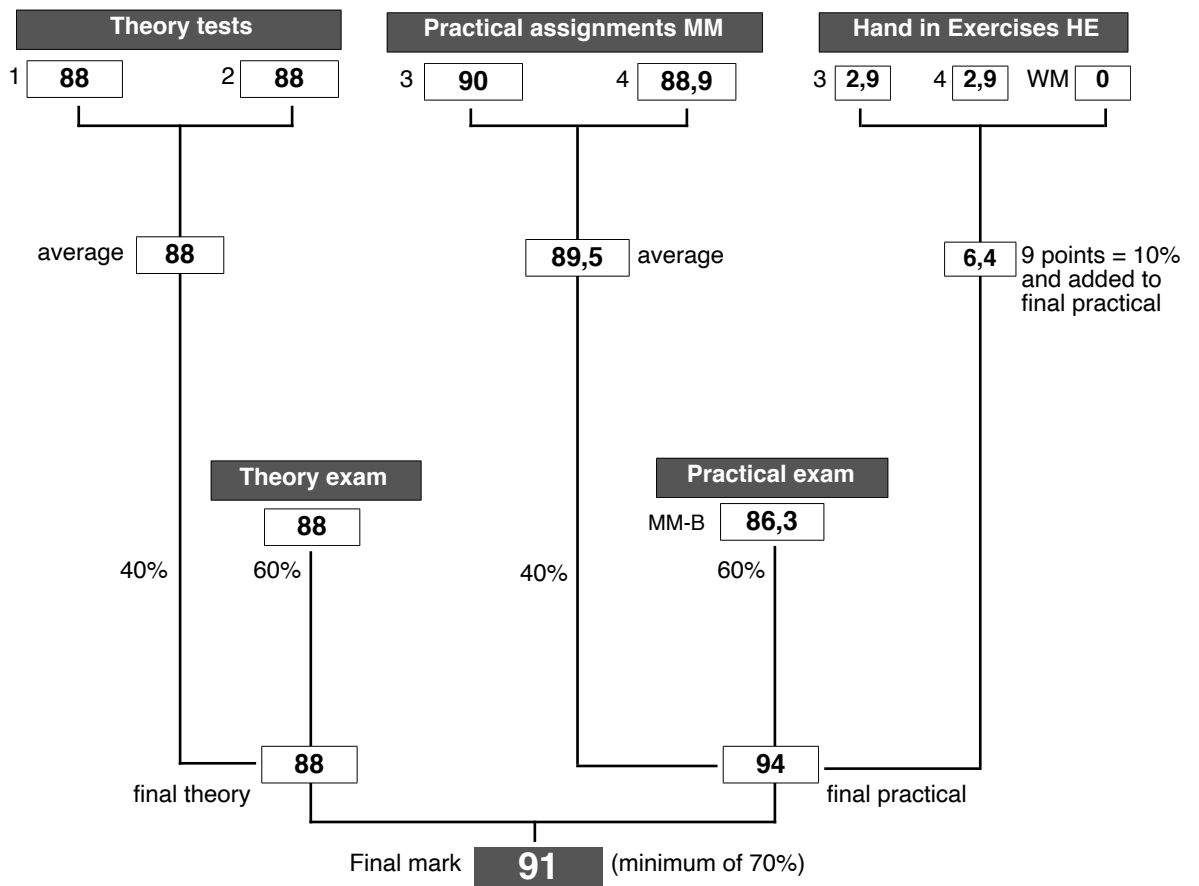 Theory tests
Practical assignments MM
Hand in Exercises HE
1 88
2 88
3 90
4 88,9
3 2,9
4 2,9
WM 0
average 88
89,5 average
6,4 9 points = 10%
and added to
final practical
Theory exam
88
Practical exam
MM-B 86,3
40%
60%
40%
60%
88
94
final theory
final practical
Final mark 91 (minimum of 70%)